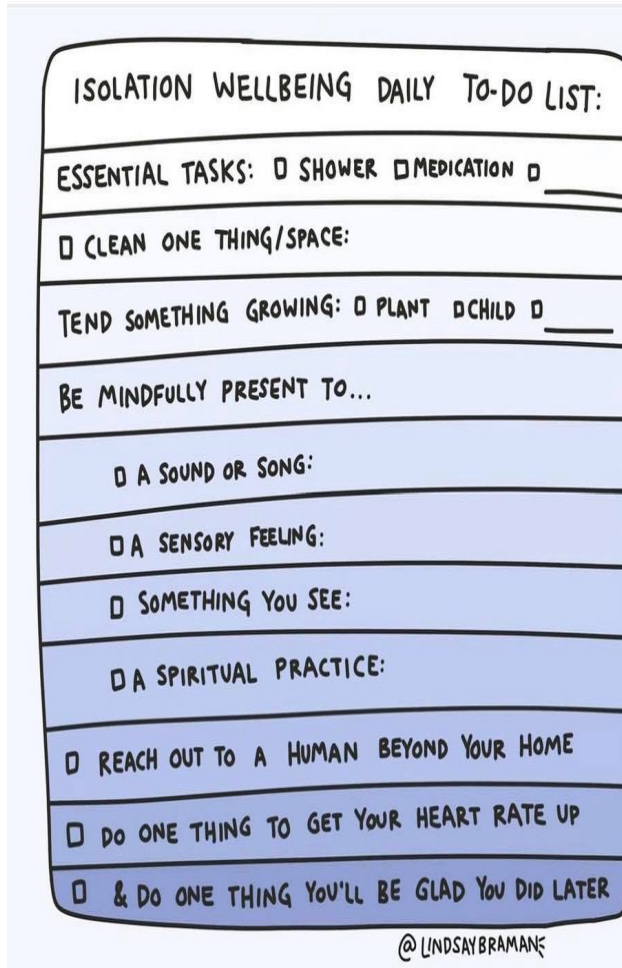 ISOLATION WELLBEING DAILY TO-DO LIST:
ESSENTIAL TASKS: SHOWER MEDICATION
CLEAN ONE THING/SPACE:
TEND SOMETHING GROWING: PLANT CHILD
BE MINDFULLY PRESENT TO...
A SOUND OR SONG:
A SENSORY FEELING:
SOMETHING YOU SEE:
A SPIRITUAL PRACTICE:
REACH OUT TO A HUMAN BEYOND YOUR HOME
DO ONE THING TO GET YOUR HEART RATE UP
& DO ONE THING YOU'LL BE GLAD YOU DID LATER
@LINDSAYBRAMAN